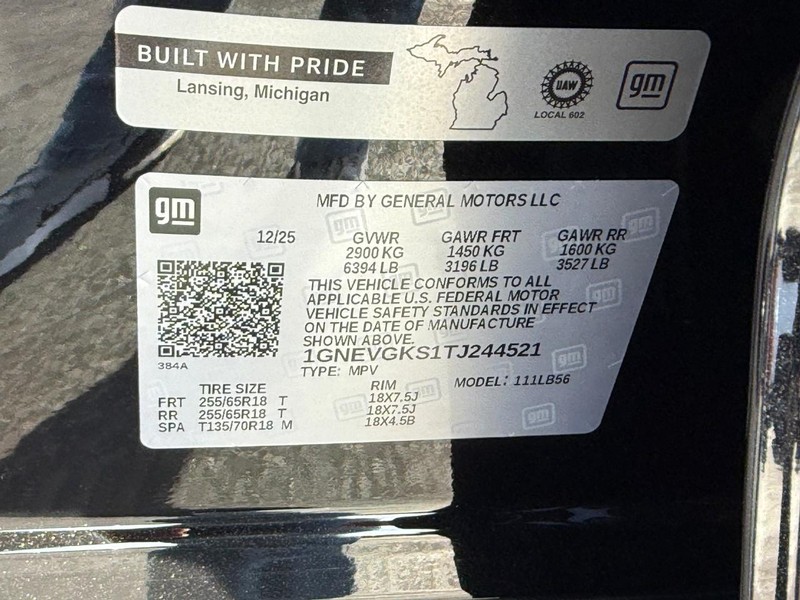 BUILT WITH PRIDE
Lansing, Michigan
UAW
LOCAL 602
gm
gm
MFD BY GENERAL MOTORS LLC
12/25 GVWR GAWR FRT GAWR RR
2900 KG 1450 KG 1600 KG
6394 LB 3196 LB 3527 LB
THIS VEHICLE CONFORMS TO ALL
APPLICABLE U.S. FEDERAL MOTOR
VEHICLE SAFETY STANDARDS IN EFFECT
ON THE DATE OF MANUFACTURE
SHOWN ABOVE.
1GNEVGKS1TJ244521
384A
TYPE: MPV
TIRE SIZE RIM MODEL: 111LB56
FRT 255/65R18 T 18X7.5J
RR 255/65R18 T 18X7.5J
SPA T135/70R18 M 18X4.5B